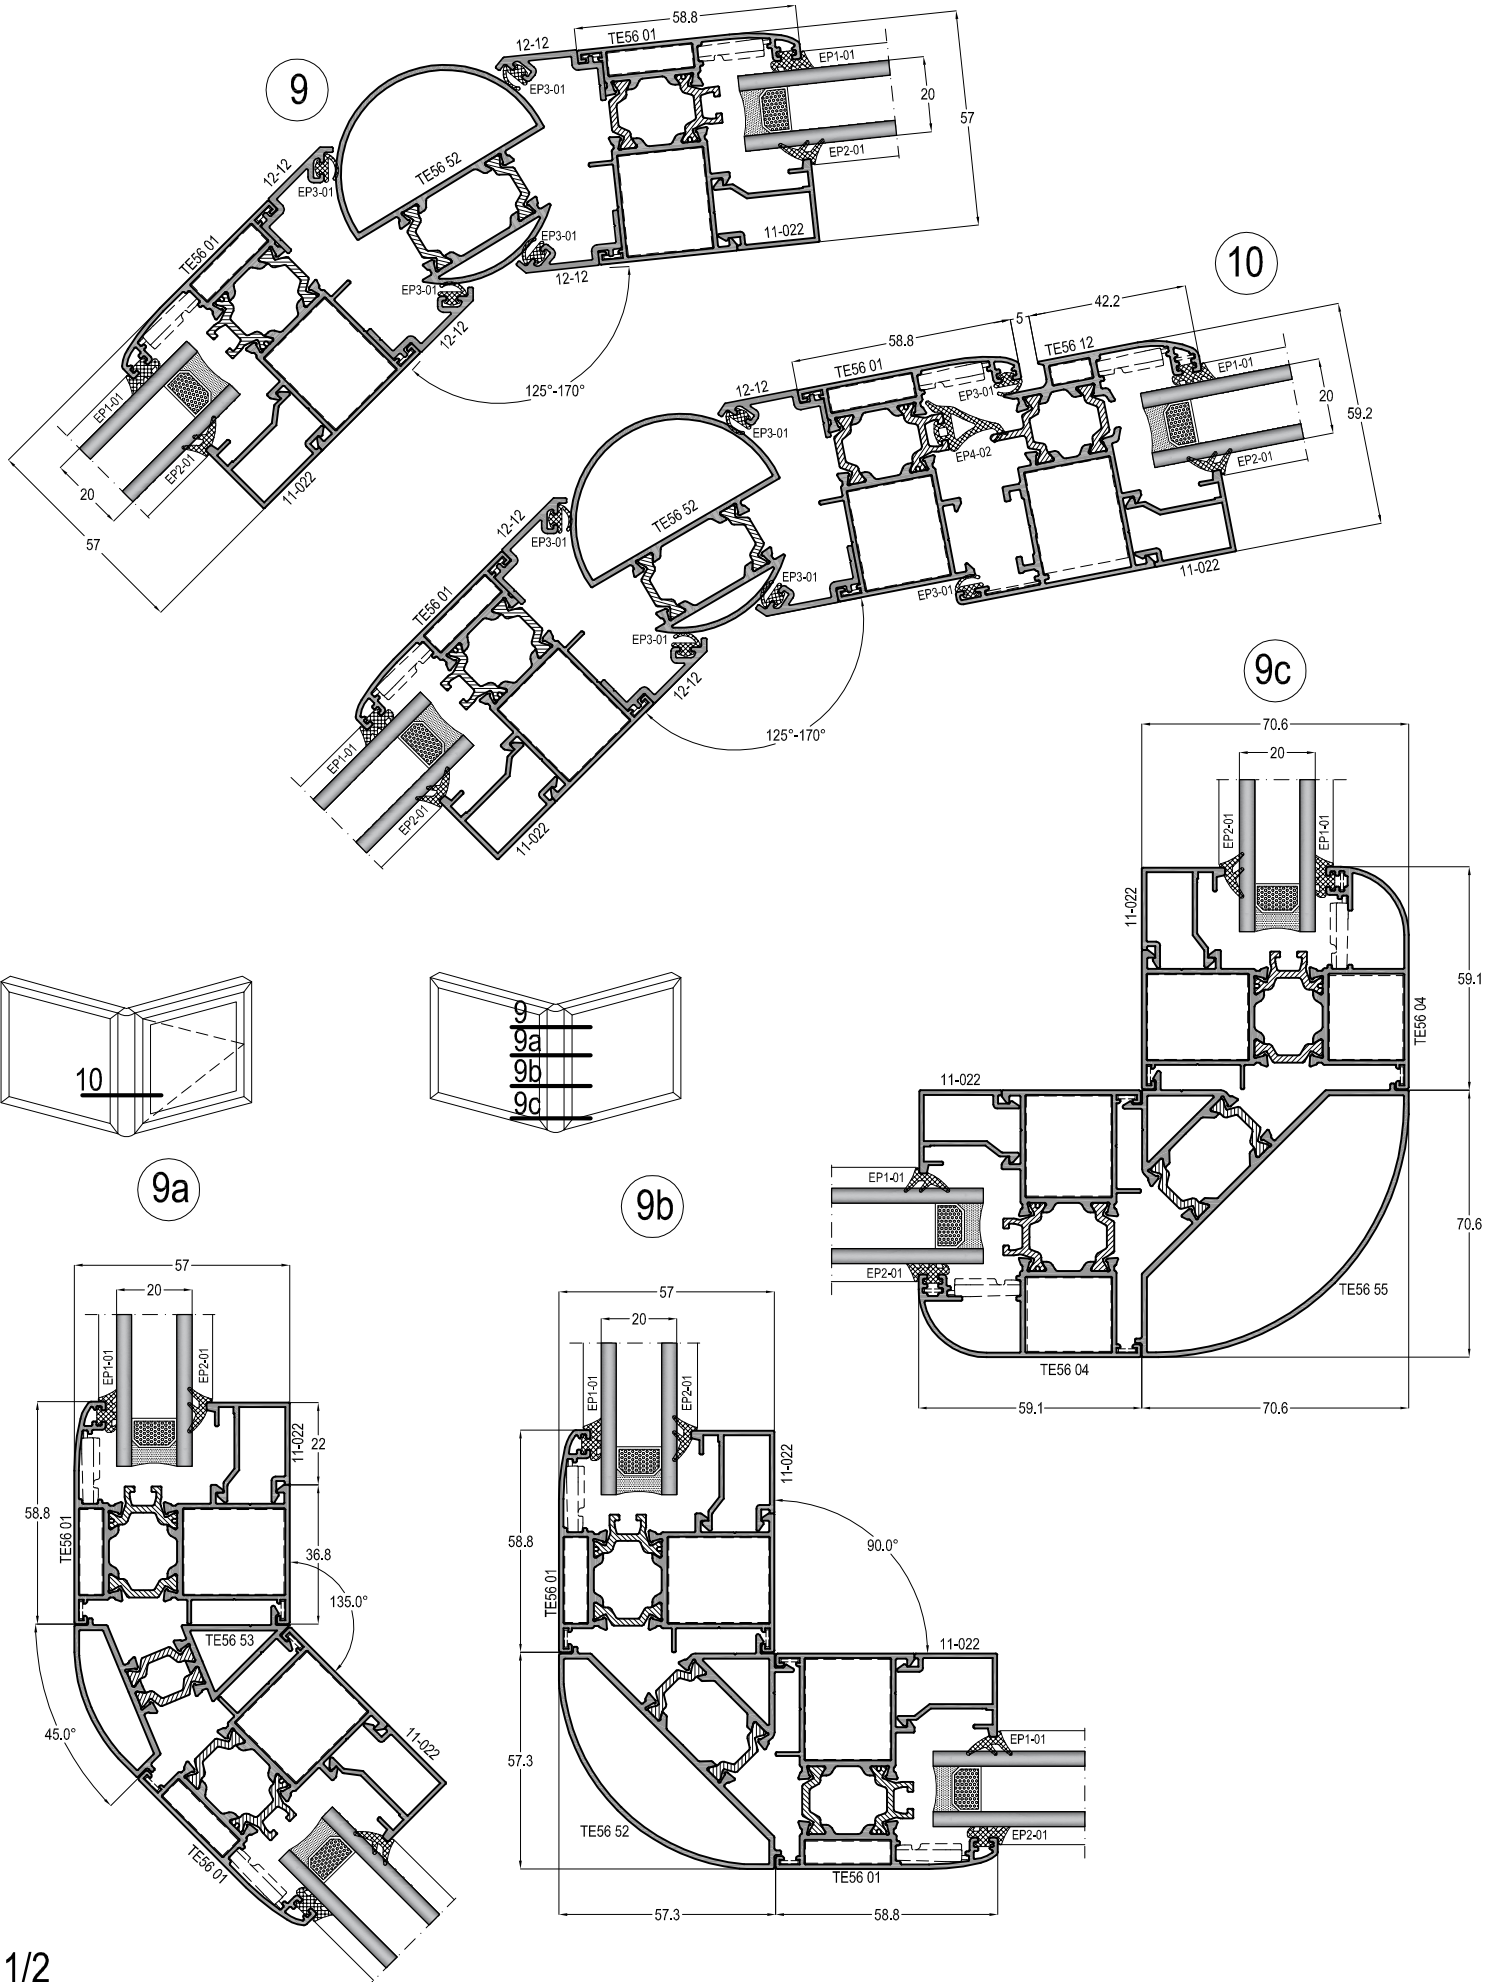 9
58.8
12-12
TE56 01
EP1-01
EP3-01
20
57
EP2-01
TE56 52
12-12
EP3-01
11-022
EP3-01
12-12
TE56 01
EP3-01
12-12
125°-170°
EP1-01
EP2-01
11-022
20
57
10
42.2
5
58.8
TE56 12
TE56 01
EP1-01
12-12
EP3-01
20
59.2
EP3-01
EP4-02
EP2-01
TE56 52
12-12
EP3-01
EP3-01
11-022
EP3-01
TE56 01
EP3-01
12-12
125°-170°
EP1-01
EP2-01
11-022
9c
70.6
20
EP2-01
EP1-01
11-022
59.1
TE56 04
11-022
EP1-01
EP2-01
70.6
TE56 55
TE56 04
59.1
70.6
10
9
9a
9b
9c
9a
57
20
EP1-01
EP2-01
11-022
22
58.8
TE56 01
36.8
135.0°
TE56 53
45.0°
11-022
TE56 01
9b
57
20
EP1-01
EP2-01
11-022
58.8
90.0°
TE56 01
11-022
57.3
EP1-01
TE56 52
EP2-01
TE56 01
57.3
58.8
1/2